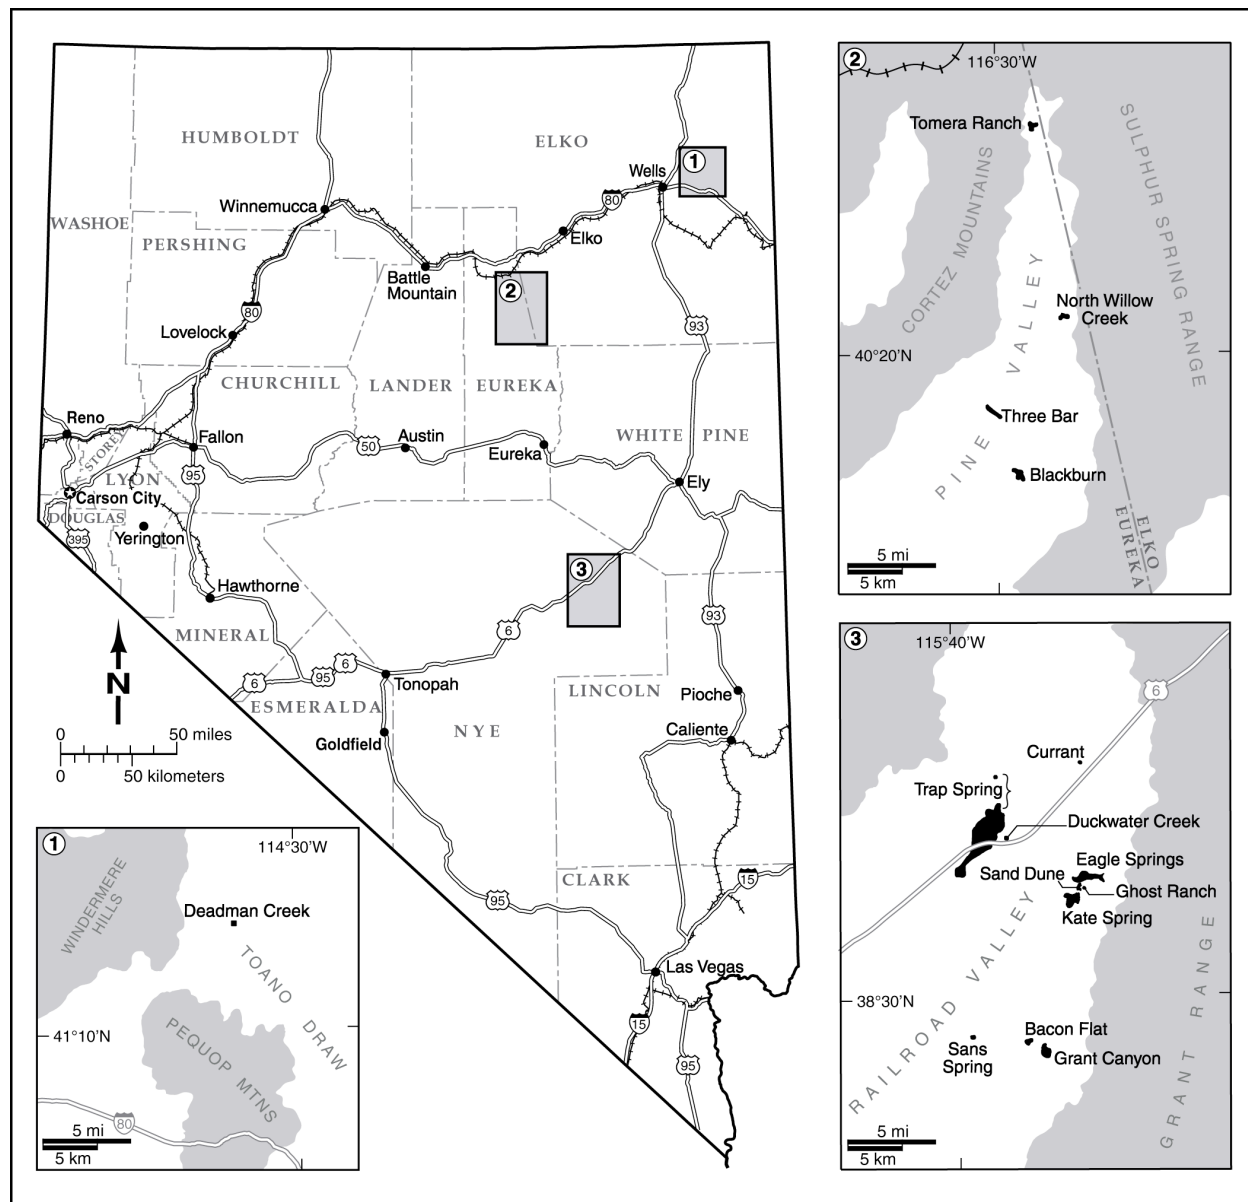 HUMBOLDT
ELKO
1
Wells
80
WASHOE
Winnemucca
PERSHING
Elko
Battle
Mountain
2
80
93
Lovelock
CHURCHILL
LANDER
EUREKA
Reno
STOREY
Fallon
50
Austin
Eureka
WHITE PINE
LYON
95
Ely
Carson City
DOUGLAS
Yerington
395
3
Hawthorne
93
MINERAL
6
6
95
6
Tonopah
LINCOLN
Pioche
ESMERALDA
NYE
Caliente
Goldfield
N
0 50 miles
0 50 kilometers
CLARK
15
95
Las Vegas
15
95
1
114°30'W
WINDERMERE
HILLS
Deadman Creek
TOANO DRAW
41°10'N
PEQUOP MTNS
80
5 mi
5 km
2
116°30'W
Tomera Ranch
SULPHUR SPRING RANGE
CORTEZ MOUNTAINS
North Willow
Creek
40°20'N
PINE VALLEY
Three Bar
Blackburn
ELKO
EUREKA
5 mi
5 km
3
115°40'W
6
Currant
Trap Spring
Duckwater Creek
Eagle Springs
Sand Dune
Ghost Ranch
Kate Spring
RAILROAD VALLEY
GRANT RANGE
38°30'N
Bacon Flat
Sans
Spring
Grant Canyon
5 mi
5 km